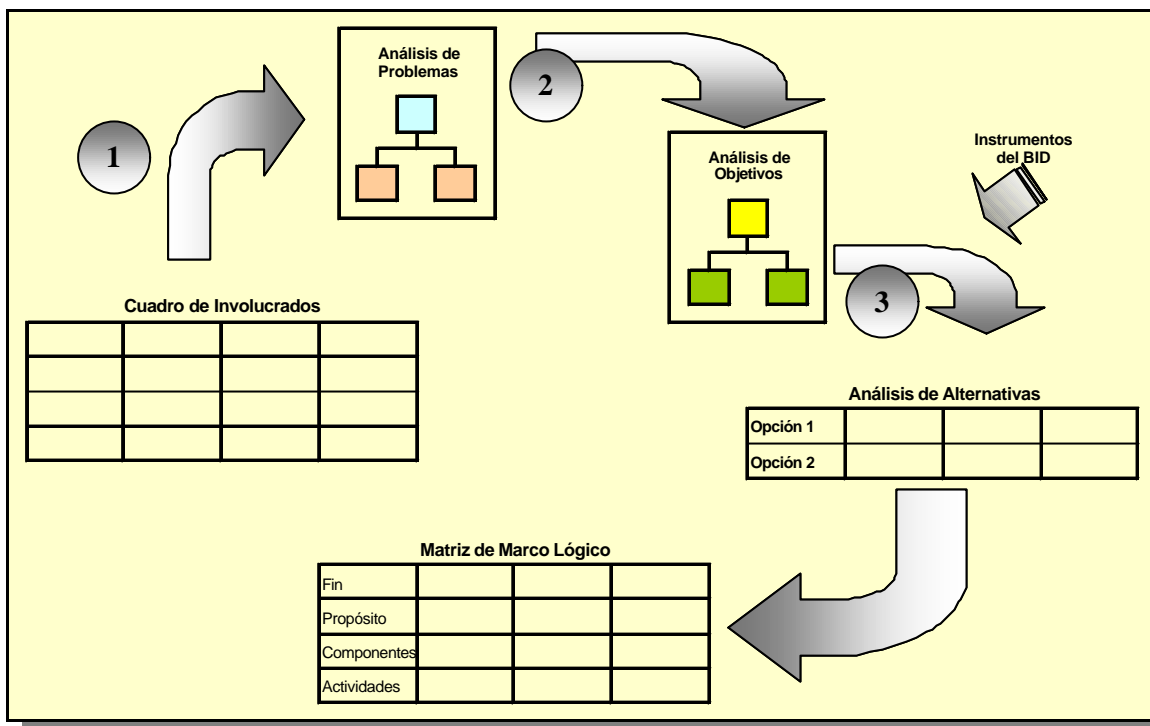 1
Análisis de
Problemas
2
Análisis de
Objetivos
Instrumentos
del BID
3
Cuadro de Involucrados
Análisis de Alternativas
Opción 1
Opción 2
Matriz de Marco Lógico
Fin
Propósito
Componentes
Actividades